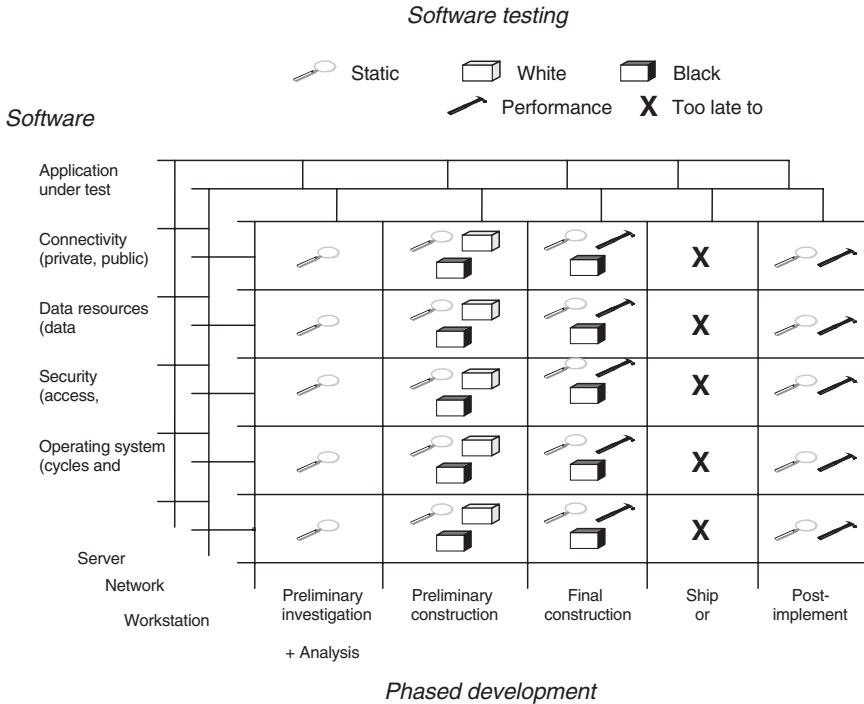 Software testing
Static
White
Black
Performance
X Too late to
Software
Application
under test
Connectivity
(private, public)
X
Data resources
(data
X
Security
(access,
X
Operating system
(cycles and
X
X
Server
Network
Workstation
Preliminary
investigation
+ Analysis
Preliminary
construction
Final
construction
Ship
or
Post-
implement
Phased development